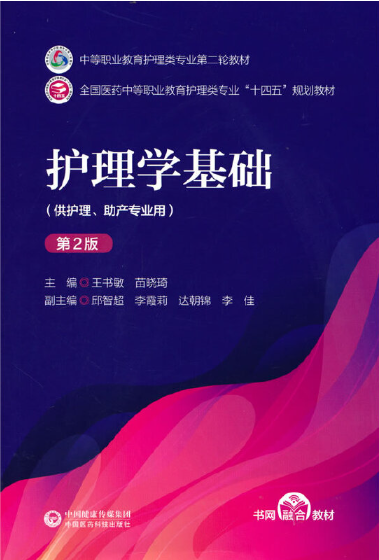 中等职业教育护理类专业第二轮教材
全国医药中等职业教育护理类专业“十四五”规划教材
护理学基础
（供护理、助产专业用）
第2版
主 编 王书敏 苗晓琦
副主编 邱智超 李霞莉 达朝锦 李 佳
中国健康传媒集团
中国医药科技出版社
书网融合教材